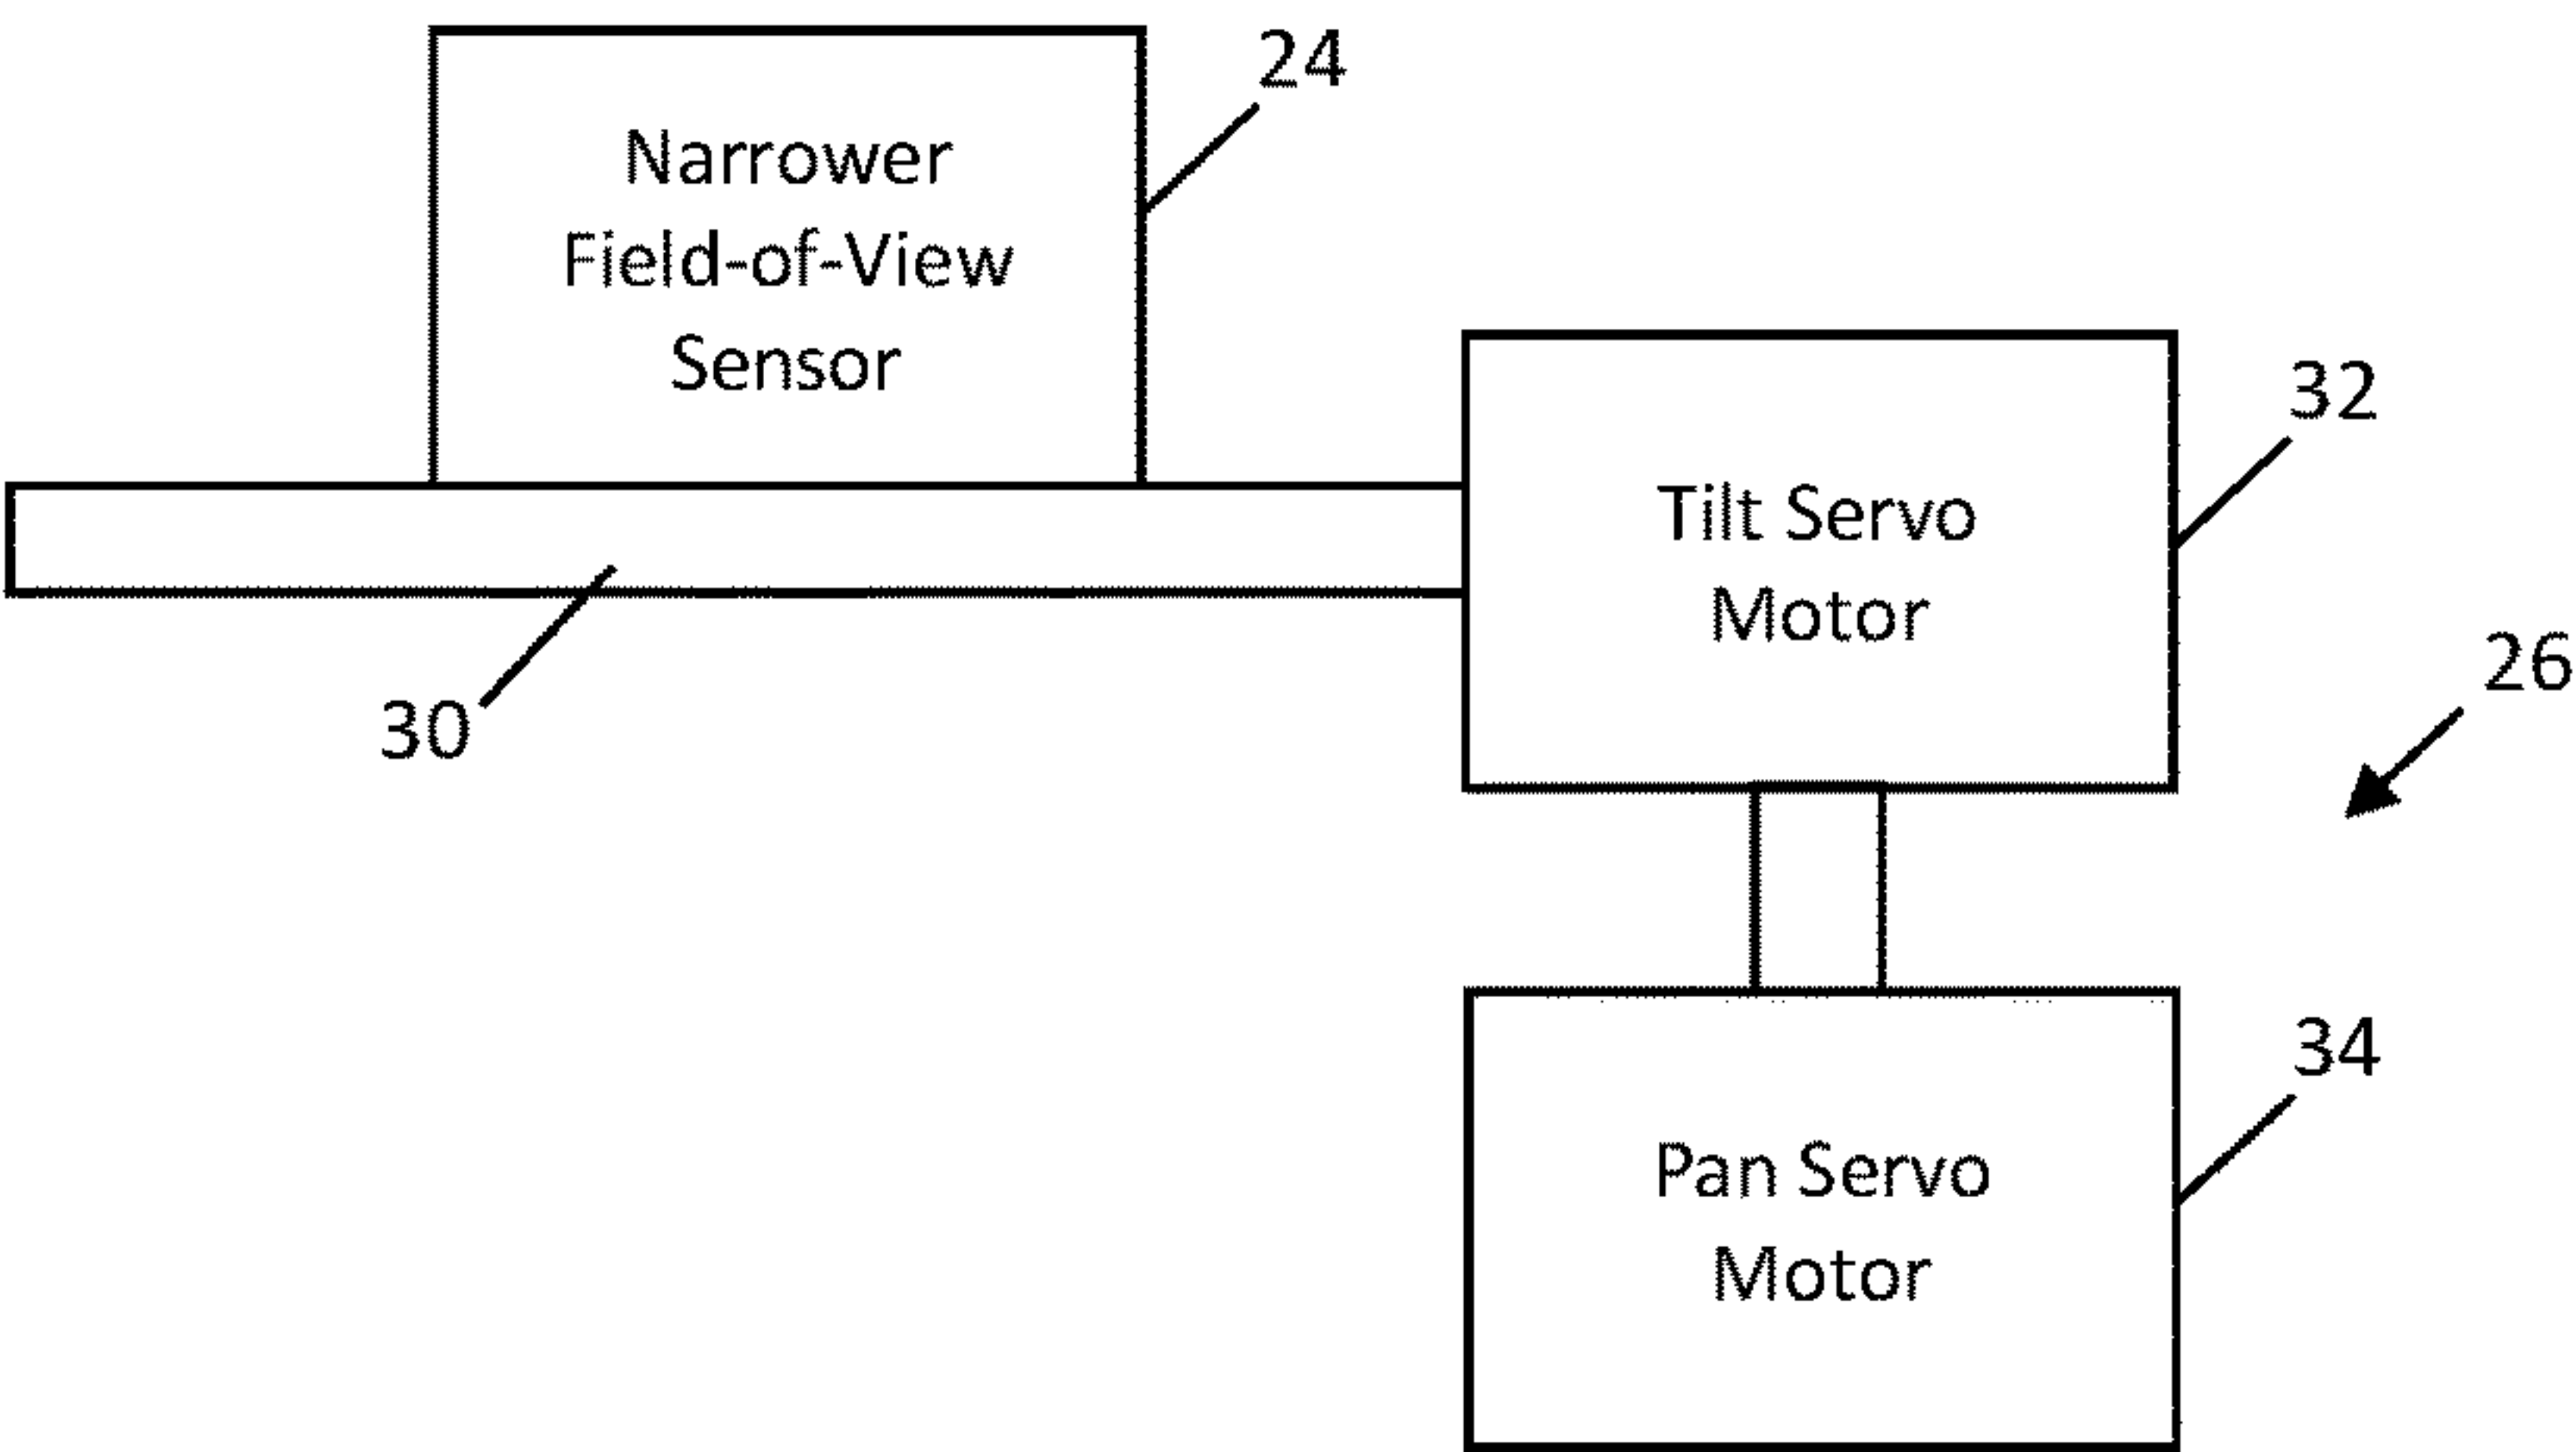 24
Narrower
Field-of-View
Sensor
32
Tilt Servo
Motor
26
30
34
Pan Servo
Motor